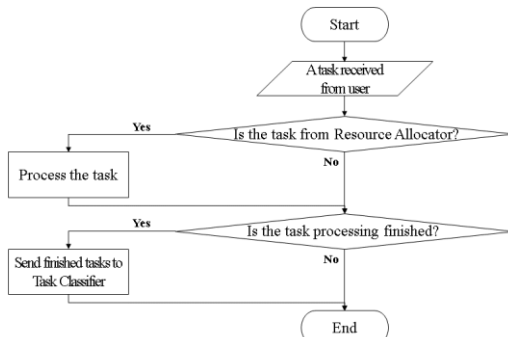 Start
A task received
from user
Is the task from Resource Allocator?
Yes
No
Process the task
Is the task processing finished?
Yes
No
Send finished tasks to
Task Classifier
End